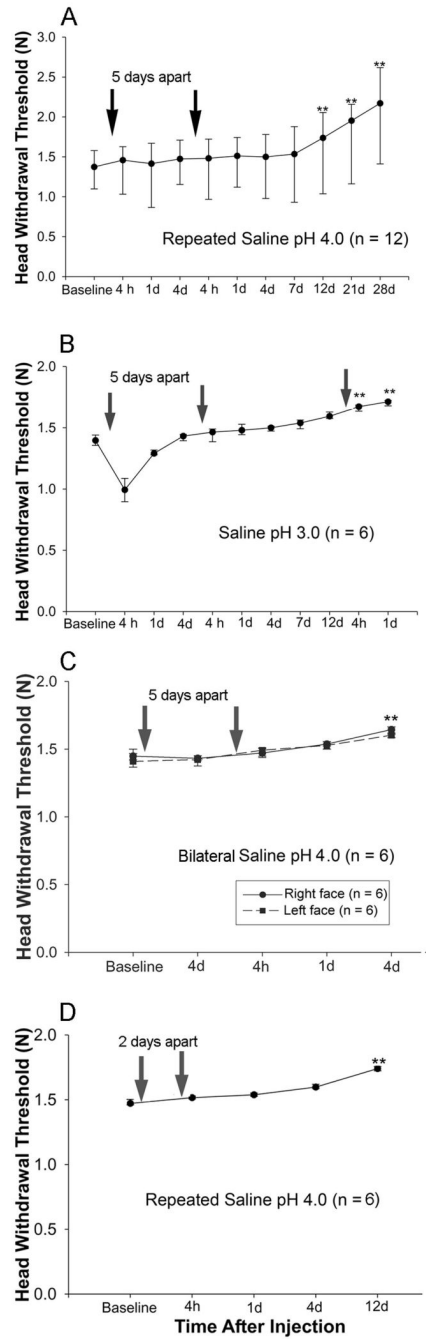 A
Head Withdrawal Threshold (N)
3.0
2.5
2.0
1.5
1.0
0.5
0.0
5 days apart
**
**
**
Repeated Saline pH 4.0 (n = 12)
Baseline 4 h 1d 4d 4 h 1d 4d 7d 12d 21d 28d
B
Head Withdrawal Threshold (N)
2.0
1.5
1.0
0.5
0.0
5 days apart
**
**
Saline pH 3.0 (n = 6)
Baseline 4 h 1d 4d 4 h 1d 4d 7d 12d 4h 1d
C
Head Withdrawal Threshold (N)
2.0
1.5
1.0
0.5
0.0
5 days apart
**
Bilateral Saline pH 4.0 (n = 6)
Right face (n = 6)
Left face (n = 6)
Baseline 4d 4h 1d 4d
D
Head Withdrawal Threshold (N)
2.0
1.5
1.0
0.5
0.0
2 days apart
**
Repeated Saline pH 4.0 (n = 6)
Baseline 4h 1d 4d 12d
Time After Injection